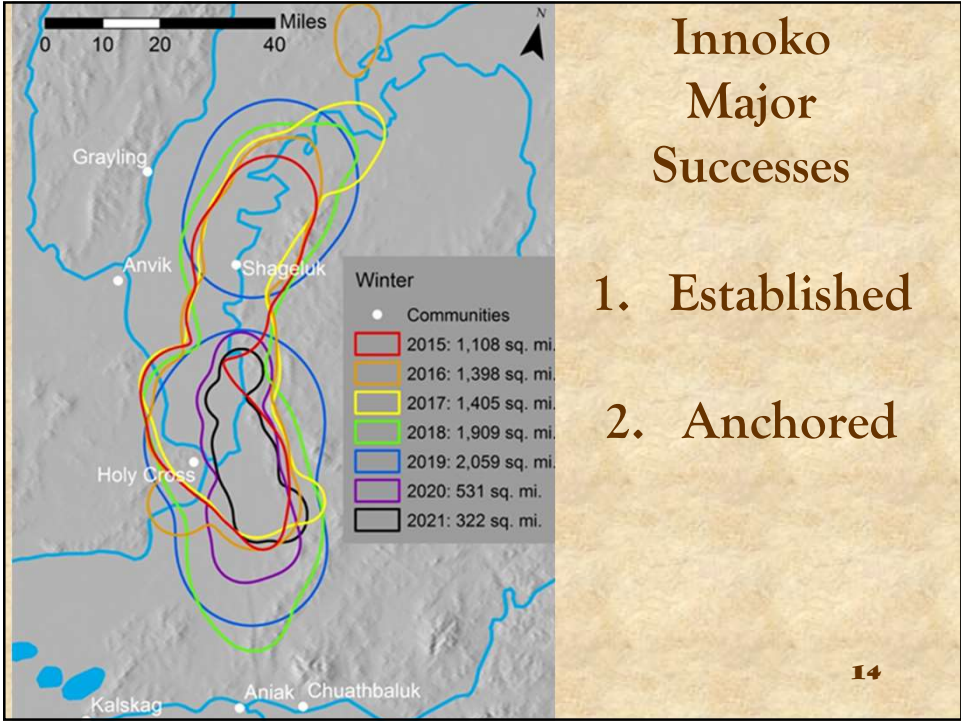 Miles
0 10 20 40
N
Grayling
Anvik
Shageluk
Holy Cross
Kalskag
Aniak
Chuathbaluk
Winter
Communities
2015: 1,108 sq. mi.
2016: 1,398 sq. mi.
2017: 1,405 sq. mi.
2018: 1,909 sq. mi.
2019: 2,059 sq. mi.
2020: 531 sq. mi.
2021: 322 sq. mi.
Innoko
Major
Successes
1. Established
2. Anchored
14